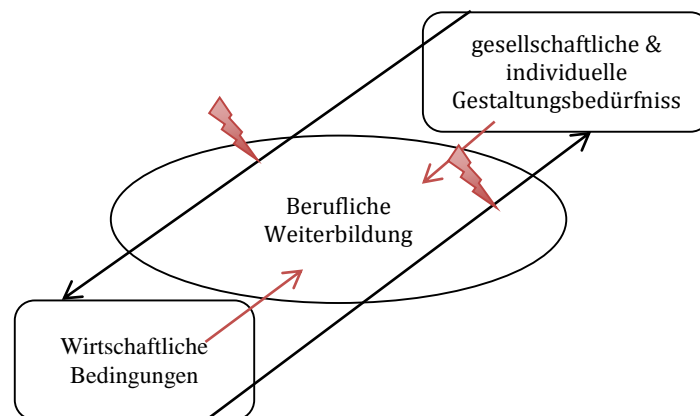 gesellschaftliche &
individuelle
Gestaltungsbedürfniss
Berufliche
Weiterbildung
Wirtschaftliche
Bedingungen